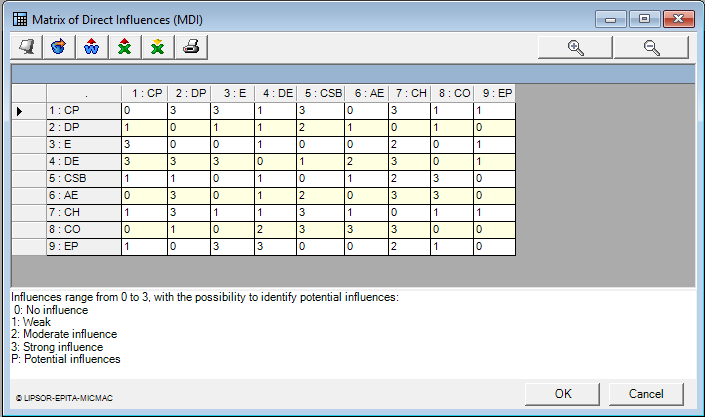 Matrix of Direct Influences (MDI)
. 1 : CP 2 : DP 3 : E 4 : DE 5 : CSB 6 : AE 7 : CH 8 : CO 9 : EP
1 : CP 0 3 3 1 3 0 3 1 1
2 : DP 1 0 1 1 2 1 0 1 0
3 : E 3 0 0 1 0 0 2 0 1
4 : DE 3 3 3 0 1 2 3 0 1
5 : CSB 1 1 0 1 0 1 2 3 0
6 : AE 0 3 0 1 2 0 3 3 0
7 : CH 1 3 1 1 3 1 0 1 1
8 : CO 0 1 0 2 3 3 3 0 0
9 : EP 1 0 3 3 0 0 2 1 0
Influences range from 0 to 3, with the possibility to identify potential influences:
0: No influence
1: Weak
2: Moderate influence
3: Strong influence
P: Potential influences
© LIPSOR-EPITA-MICMAC
OK Cancel